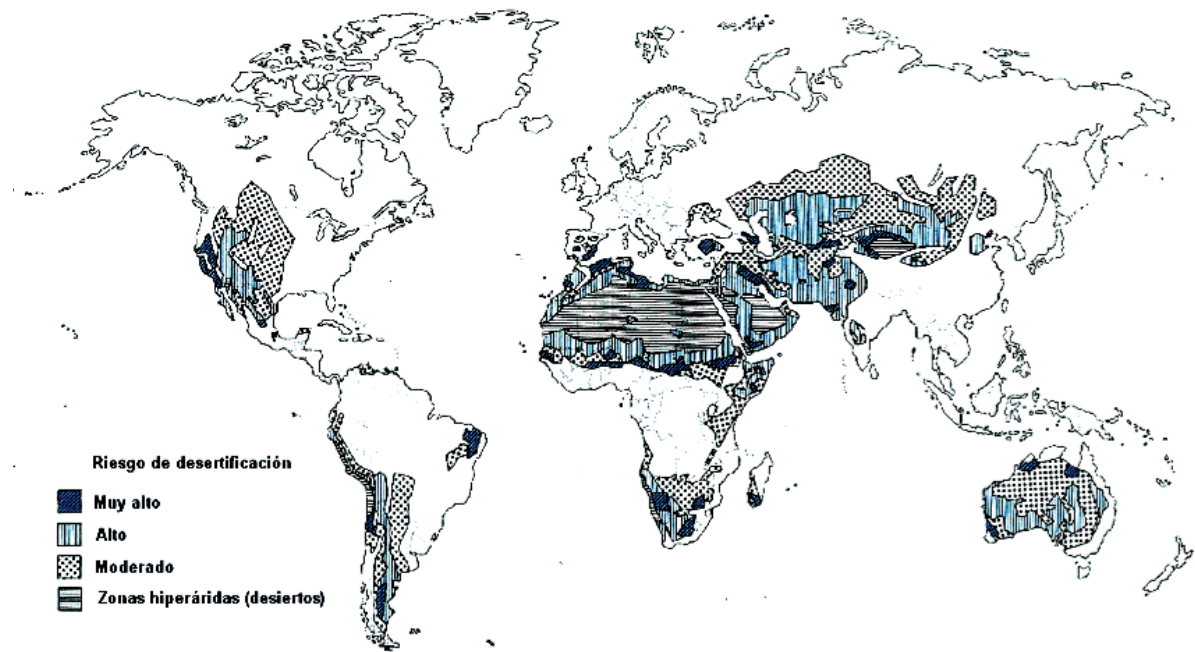 Riesgo de desertificación
Muy alto
Alto
Moderado
Zonas hiperáridas (desiertos)